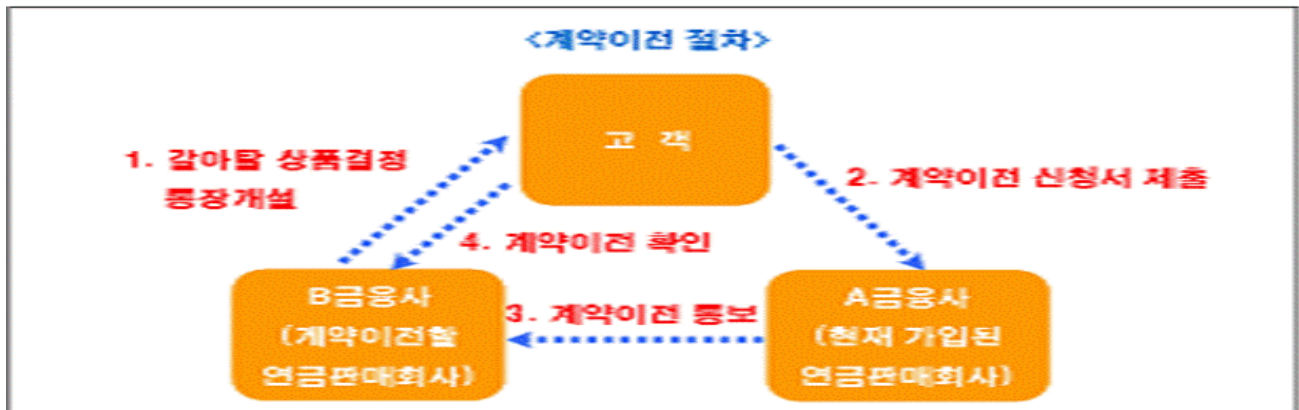 <계약이전 절차>
고 객
1. 갈아탈 상품결정
통장개설
2. 계약이전 신청서 제출
4. 계약이전 확인
B금융사
(계약이전할
연금판매회사)
3. 계약이전 통보
A금융사
(현재 가입된
연금판매회사)